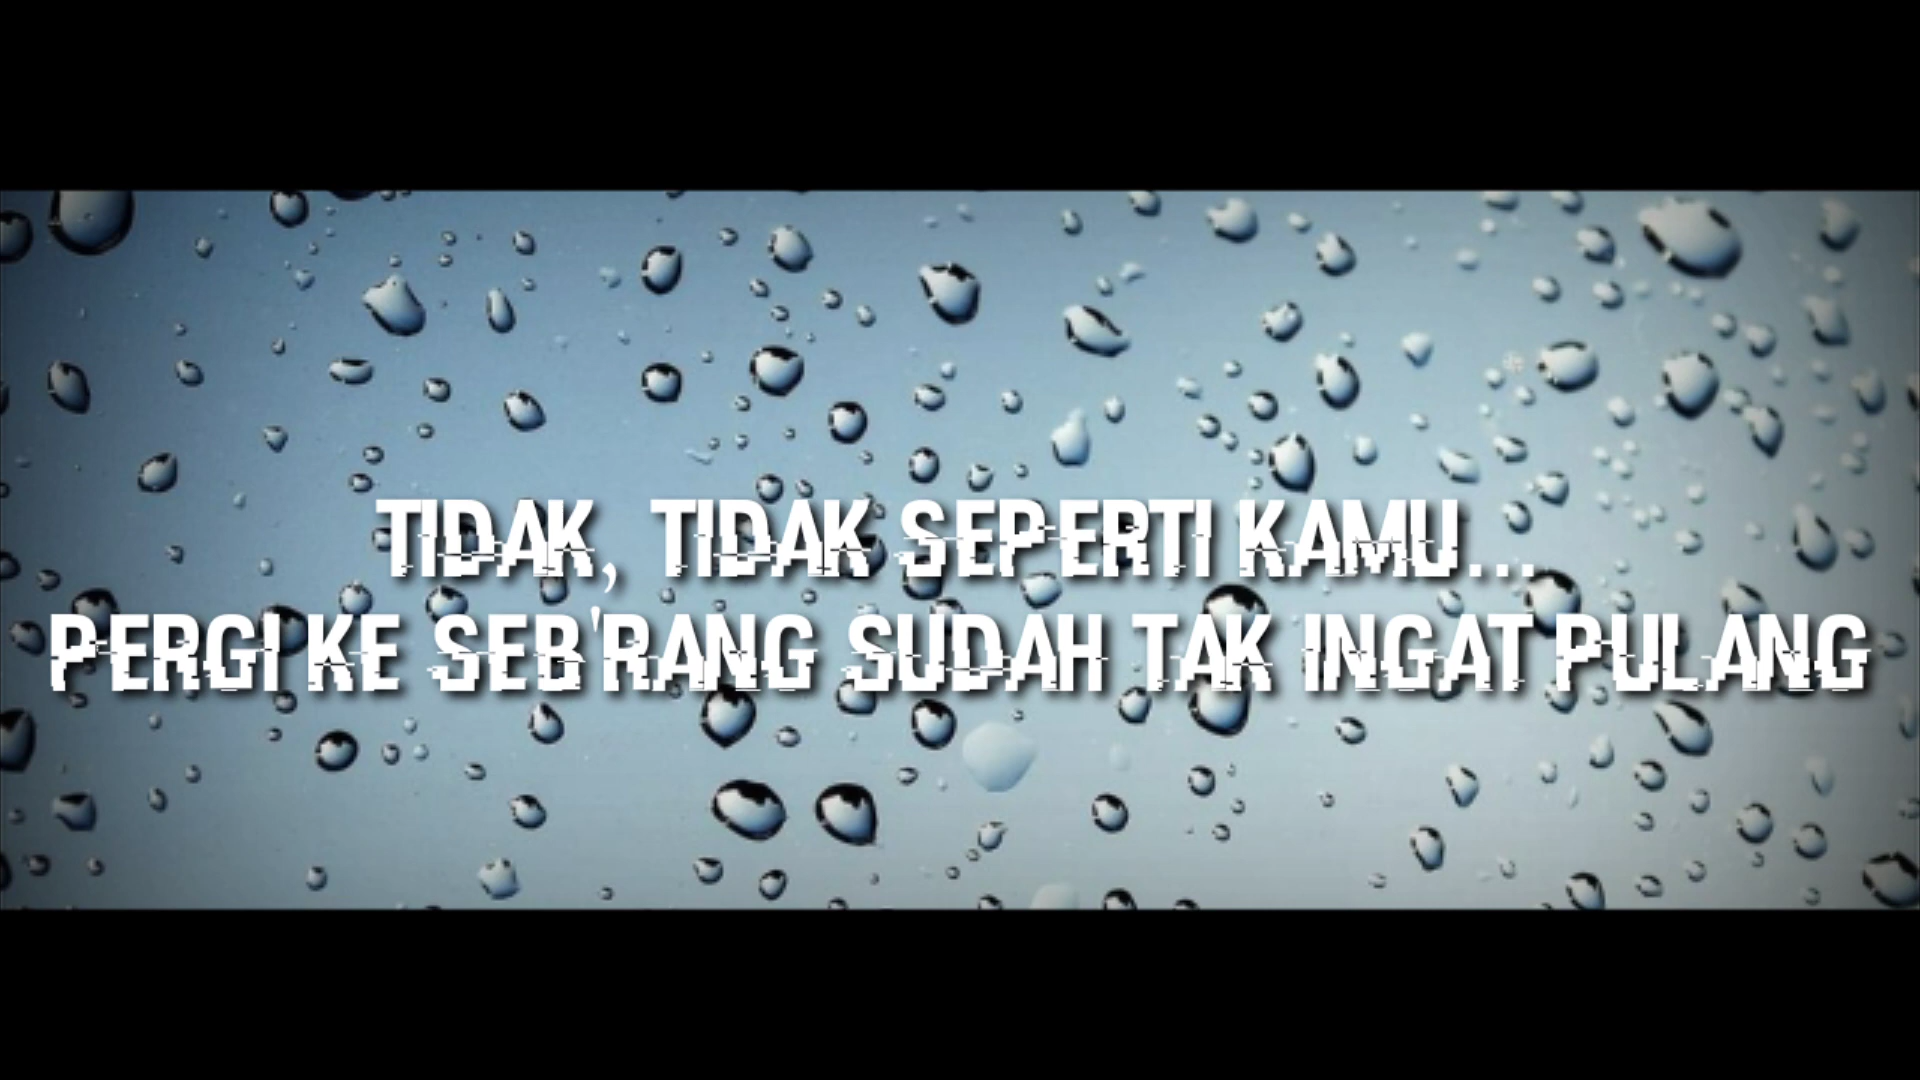 TIDAK, TIDAK SEPERTI KAMU...
PERGI KE SEB'RANG SUDAH TAK INGAT PULANG